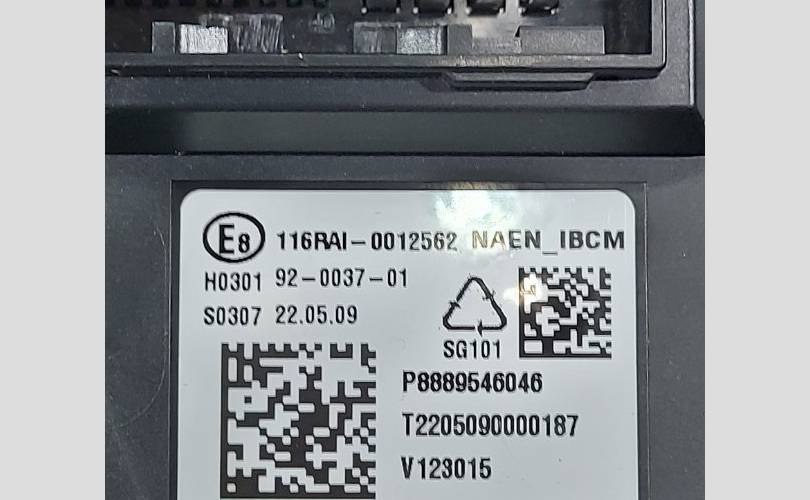 E8 116RAI-0012562 NAEN_IBCM
H0301 92-0037-01
S0307 22.05.09
SG101
P8889546046
T2205090000187
V123015